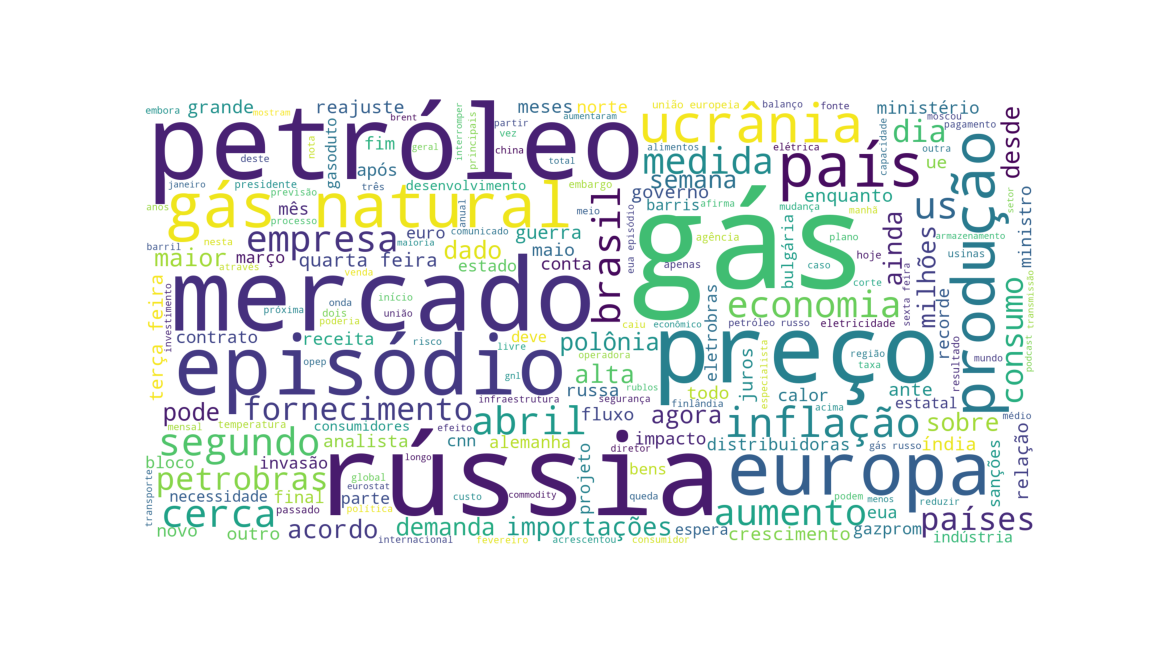 embora
grande
mostram
reajuste
brent
meses
norte
união europeia
balanço
fonte
ministério
moscou
pagamento
petróleo
nota
geral
interromper
principais
partir
vez
aumentaram
ucrânia
dia
outra
desde
deste
gasoduto
fim
após
china
total
medida
alimentos
elétrica
país
capacidade
ue
produção
janeiro
presidente
previsão
três
desenvolvimento
embargo
semana
governo
barris
afirma
mudança
manhã
enquanto
us
setor
ministro
anos
gás natural
processo
mês
anual
meio
brasil
gás
nesta
empresa
euro
comunicado
guerra
eua episódio
agência
bulgária
plano
hoje
ainda
milhões
armazenamento
barril
março
maioria
dado
maio
usinas
maior
através
quarta feira
estado
conta
apenas
caso
corte
sexta feira
recorde
consumo
podcast transmissão
terça feira
investimento
mercado
venda
início
próxima
onda
dois
união
poderia
economia
caiu
econômico
petróleo russo
eletricidade
contrato
receita
risco
deve
livre
polônia
operadora
eletrobras
preço
região
taxa
resultado
mundo
episódio
opep
gnl
alta
rublos
juros
especialista
russa
segurança
finlândia
todo
calor
ante
estatal
pode
fornecimento
infraestrutura
abril
fluxo
agora
inflação
acima
sobre
médio
mensal
temperatura
consumidores
efeito
segundo
analista
cnn
alemanha
impacto
diretor
distribuidoras
gás russo
índia
sanções
relação
bloco
invasão
longo
rússia
bens
projeto
europa
transporte
petrobras
global
eurostat
necessidade
final
passado
parte
política
custo
commodity
queda
podem
menos
reduzir
cerca
novo
outro
acordo
demanda
importações
espera
aumento
eua
países
crescimento
gazprom
indústria
internacional
fevereiro
acrescentou
consumidor